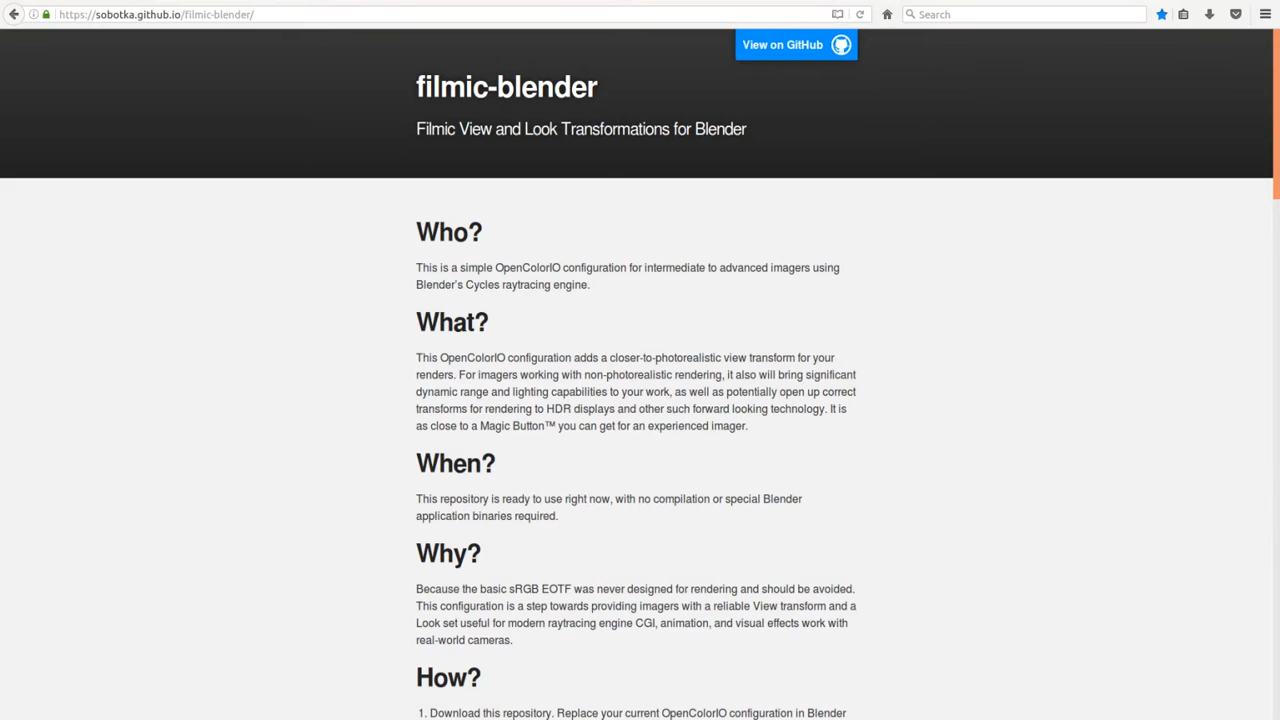 https://sobotka.github.io/filmic-blender/
Search
View on GitHub
filmic-blender
Filmic View and Look Transformations for Blender
Who?
This is a simple OpenColorIO configuration for intermediate to advanced imagers using
Blender's Cycles raytracing engine.
What?
This OpenColorIO configuration adds a closer-to-photorealistic view transform for your
renders. For imagers working with non-photorealistic rendering, it also will bring significant
dynamic range and lighting capabilities to your work, as well as potentially open up correct
transforms for rendering to HDR displays and other such forward looking technology. It is
as close to a Magic Button™ you can get for an experienced imager.
When?
This repository is ready to use right now, with no compilation or special Blender
application binaries required.
Why?
Because the basic sRGB EOTF was never designed for rendering and should be avoided.
This configuration is a step towards providing imagers with a reliable View transform and a
Look set useful for modern raytracing engine CGI, animation, and visual effects work with
real-world cameras.
How?
1. Download this repository. Replace your current OpenColorIO configuration in Blender